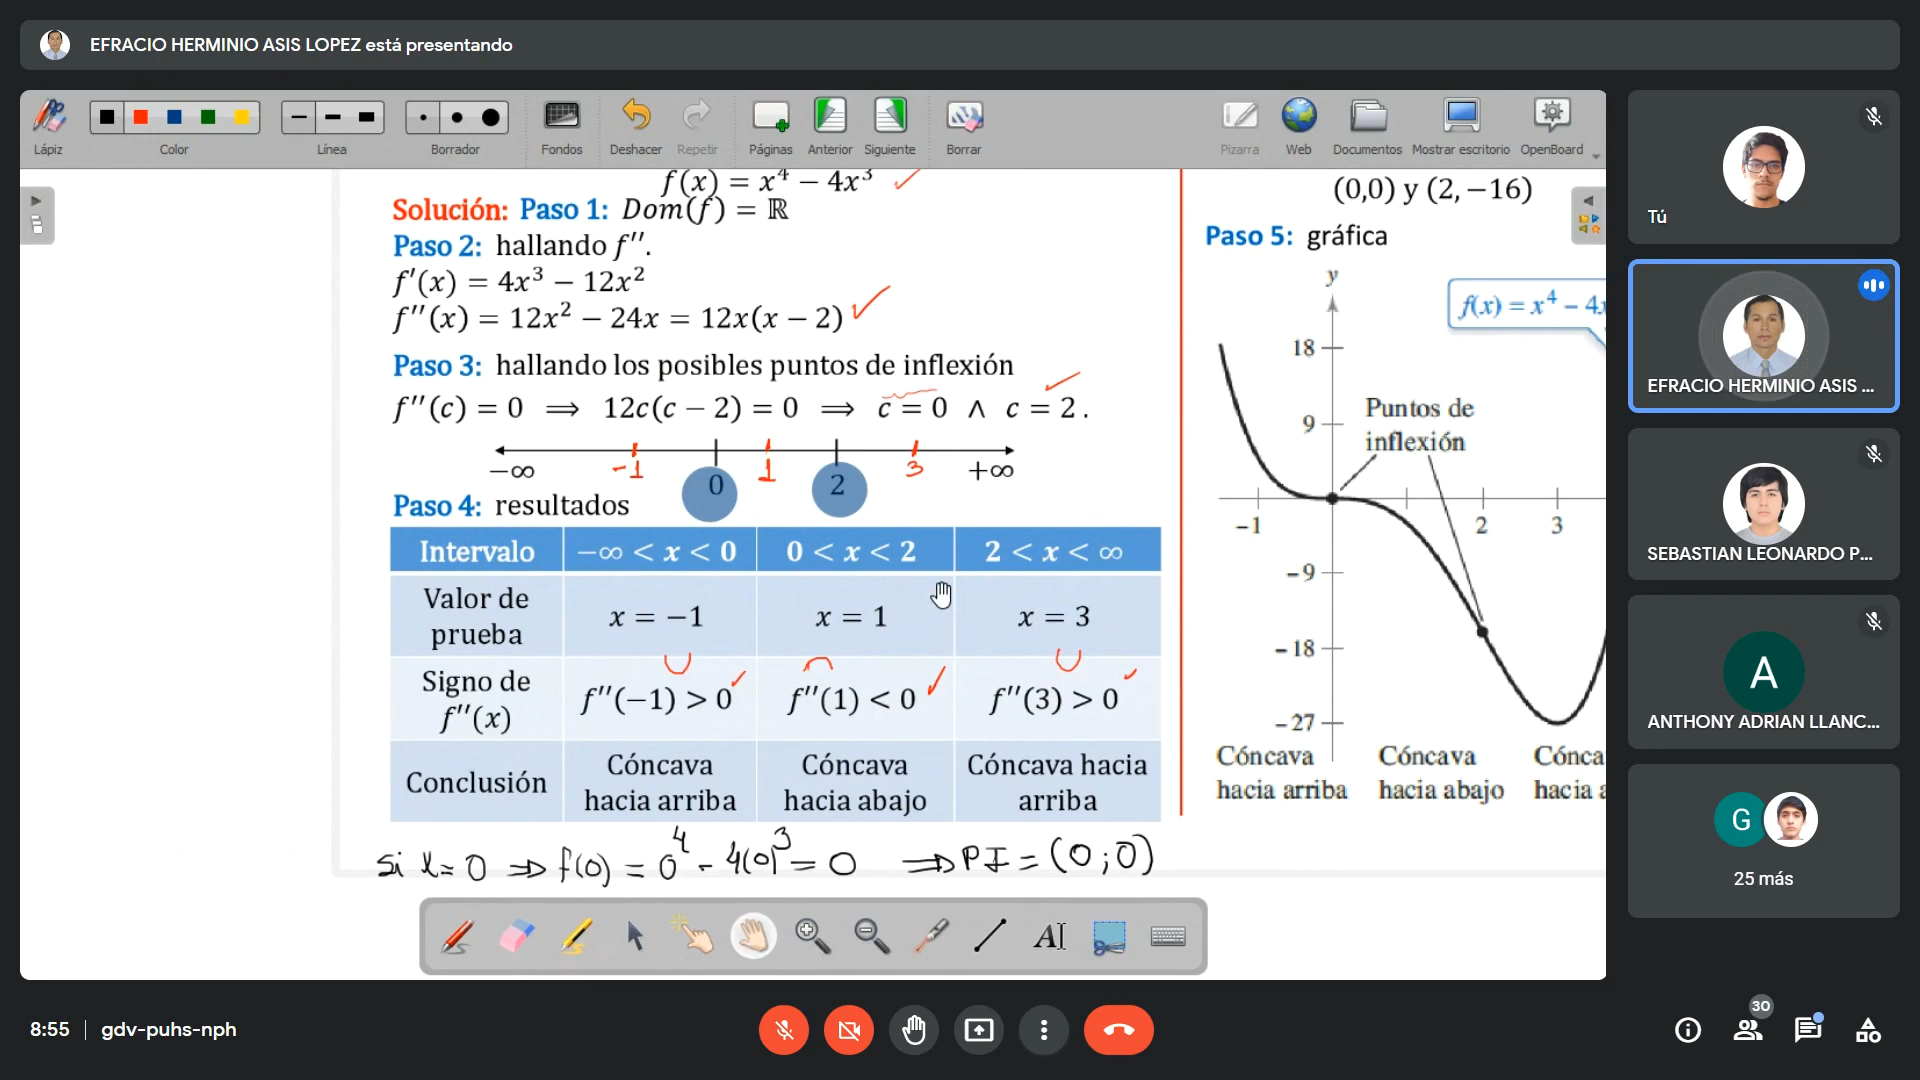 EFRACIO HERMINIO ASIS LOPEZ está presentando
Lápiz
Color
Línea
Borrador
Fondos
Deshacer
Repetir
Páginas
Anterior
Siguiente
Borrar
Pizarra
Web
Documentos
Mostrar escritorio
OpenBoard
f(x) = x⁴ − 4x³
Solución: Paso 1: Dom(f) = ℝ
Paso 2: hallando f′′.
f′(x) = 4x³ − 12x²
f′′(x) = 12x² − 24x = 12x(x − 2)
Paso 3: hallando los posibles puntos de inflexión
f′′(c) = 0 ⟹ 12c(c − 2) = 0 ⟹ c = 0 ∧ c = 2.
−∞ -1 0 1 2 3 +∞
Paso 4: resultados
Intervalo −∞ < x < 0 0 < x < 2 2 < x < ∞
Valor de prueba x = −1 x = 1 x = 3
Signo de f′′(x) f′′(−1) > 0 f′′(1) < 0 f′′(3) > 0
Conclusión Cóncava hacia arriba Cóncava hacia abajo Cóncava hacia arriba
Si x = 0 ⇒ f(0) = 0⁴ - 4(0)³ = 0 ⇒ PI = (0;0)
(0,0) y (2, −16)
Paso 5: gráfica
y
f(x) = x⁴ − 4x
18
9
Puntos de
inflexión
−1 2 3
−9
−18
−27
Cóncava
hacia arriba
Cóncava
hacia abajo
Cónca
hacia a
Tú
EFRACIO HERMINIO ASIS ...
SEBASTIAN LEONARDO P...
A
ANTHONY ADRIAN LLANC...
G
25 más
8:55 | gdv-puhs-nph
30
AI